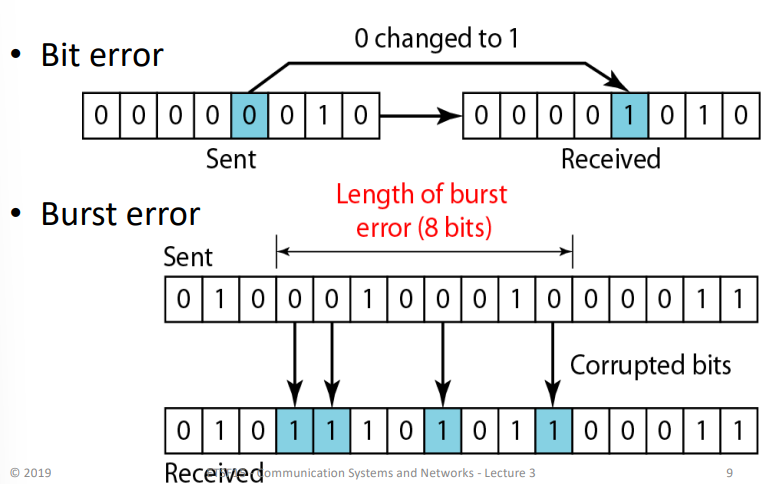 • Bit error
0 changed to 1
0 0 0 0 0 0 1 0
0 0 0 0 1 0 1 0
Sent
Received
• Burst error
Length of burst
error (8 bits)
Sent
0 1 0 0 0 1 0 0 0 1 0 0 0 0 1 1
Corrupted bits
0 1 0 1 1 1 0 1 0 1 1 0 0 0 1 1
Received
© 2019
Communication Systems and Networks - Lecture 3
9